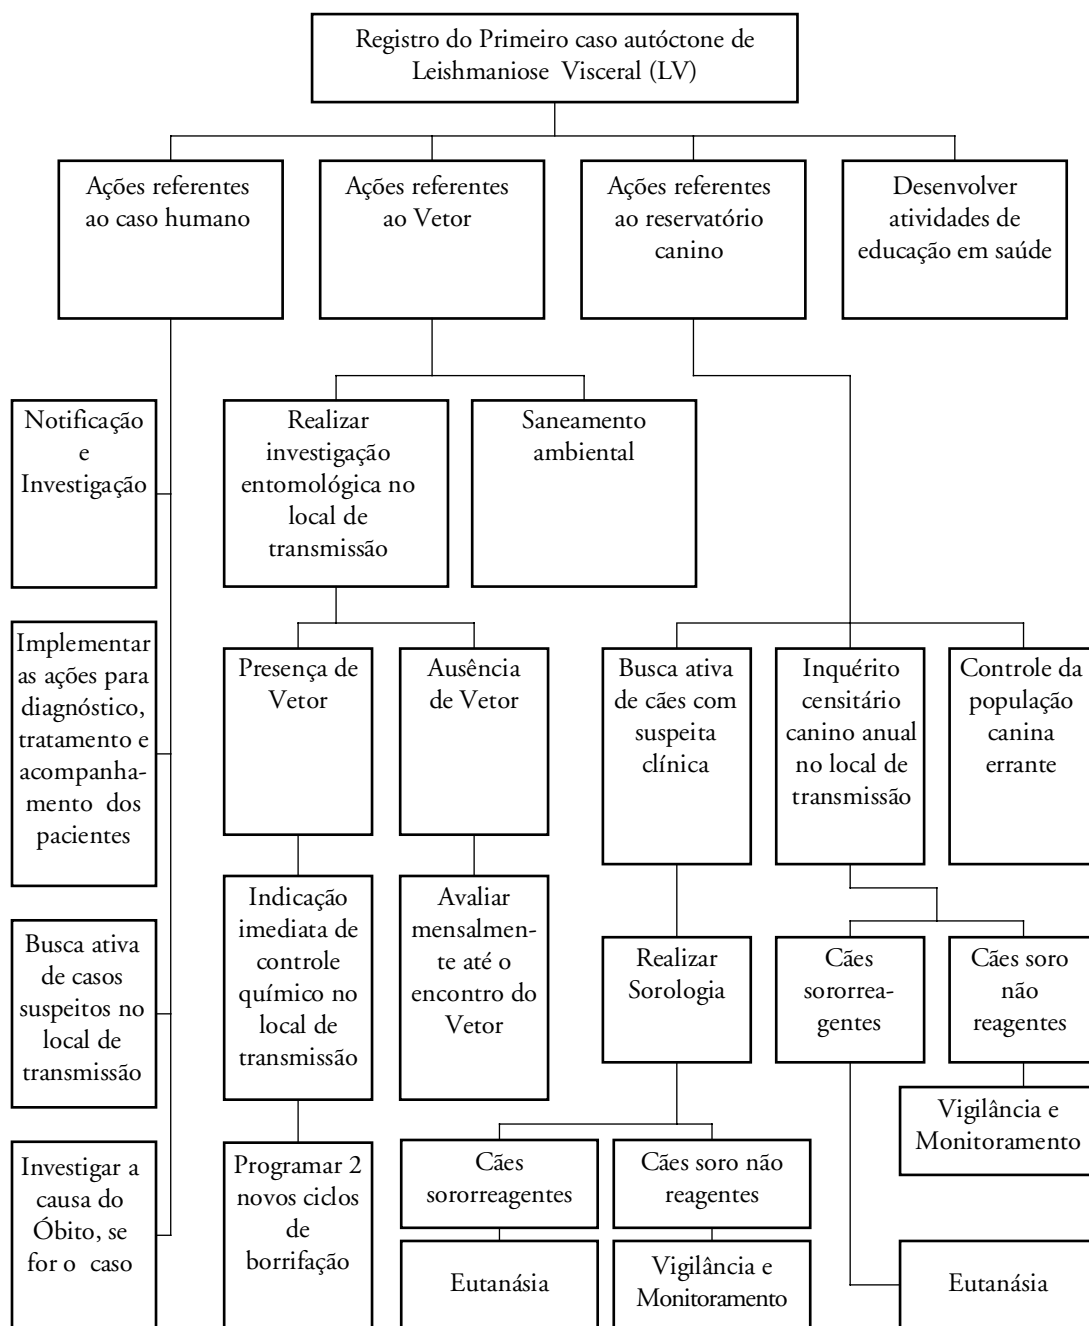 Registro do Primeiro caso autóctone de
Leishmaniose Visceral (LV)
Ações referentes
ao caso humano
Ações referentes
ao Vetor
Ações referentes
ao reservatório
canino
Desenvolver
atividades de
educação em saúde
Notificação
e
Investigação
Realizar
investigação
entomológica no
local de
transmissão
Saneamento
ambiental
Implementar
as ações para
diagnóstico,
tratamento e
acompanha-
mento dos
pacientes
Presença de
Vetor
Ausência
de Vetor
Busca ativa
de cães com
suspeita
clínica
Inquérito
censitário
canino anual
no local de
transmissão
Controle da
população
canina
errante
Busca ativa
de casos
suspeitos no
local de
transmissão
Indicação
imediata de
controle
químico no
local de
transmissão
Avaliar
mensalmen-
te até o
encontro do
Vetor
Realizar
Sorologia
Cães
sororrea-
gentes
Cães soro
não
reagentes
Vigilância e
Monitoramento
Investigar a
causa do
Óbito, se
for o caso
Programar 2
novos ciclos
de
borrifação
Cães
sororreagentes
Cães soro não
reagentes
Eutanásia
Vigilância e
Monitoramento
Eutanásia